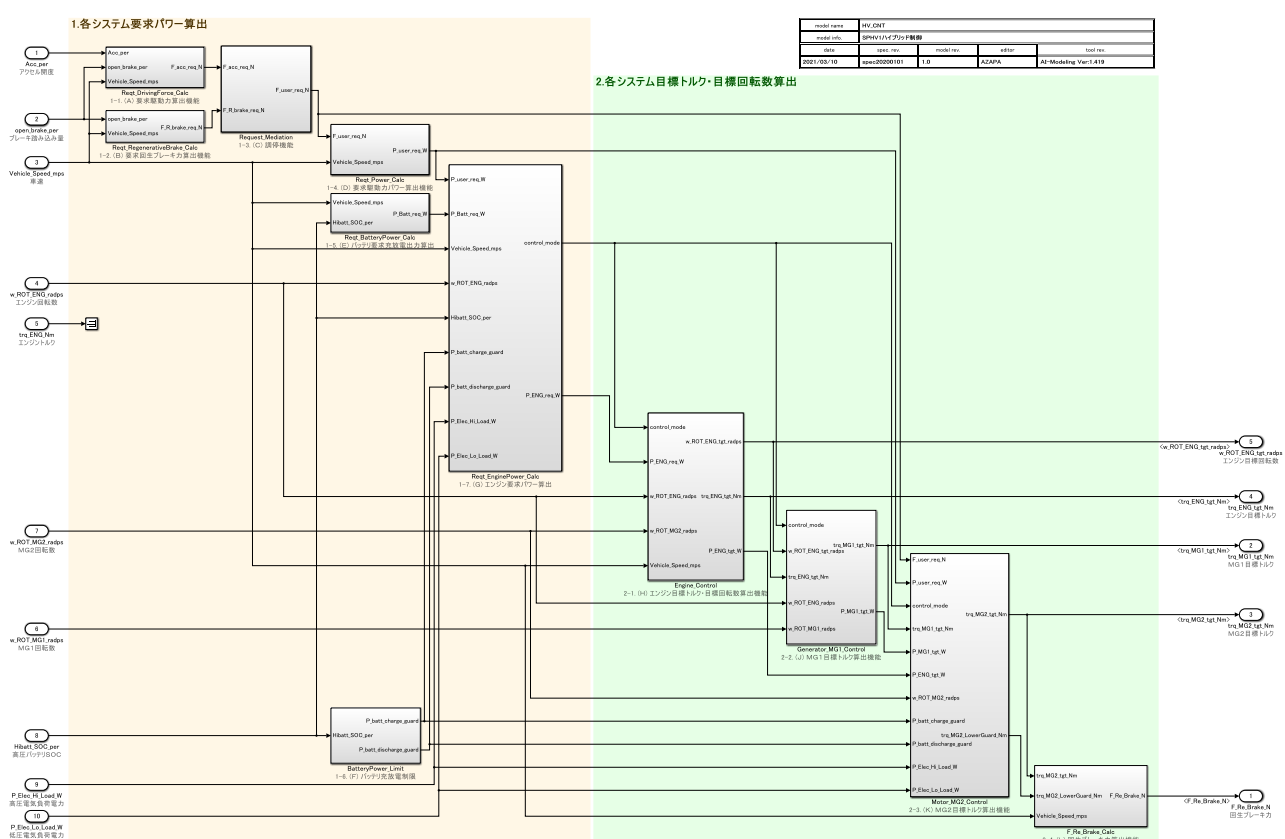 1.各システム要求パワー算出
model name
HV_CNT
model info.
SPHV1ハイブリッド制御
date
spec. rev.
model rev.
editor
tool rev.
2021/03/10
spec20200101
1.0
AZAPA
AI-Modeling Ver:1.419
2.各システム目標トルク・目標回転数算出
1
Acc_per
アクセル開度
2
open_brake_per
ブレーキ踏み込み量
3
Vehicle_Speed_mps
車速
4
w_ROT_ENG_radps
エンジン回転数
5
trq_ENG_Nm
エンジントルク
7
w_ROT_MG2_radps
MG2回転数
6
w_ROT_MG1_radps
MG1回転数
8
Hibatt_SOC_per
高圧バッテリSOC
9
P_Elec_Hi_Load_W
高圧電気負荷電力
10
P_Elec_Lo_Load_W
低圧電気負荷電力
Acc_per
open_brake_per
Vehicle_Speed_mps
F_acc_req_N
Reqt_DrivingForce_Calc
1-1. (A) 要求駆動力算出機能
open_brake_per
Vehicle_Speed_mps
F_R_brake_req_N
Reqt_RegenerativeBrake_Calc
1-2. (B) 要求回生ブレーキ力算出機能
F_acc_req_N
F_R_brake_req_N
F_user_req_N
Request_Mediation
1-3. (C) 調停機能
F_user_req_N
Vehicle_Speed_mps
P_user_req_W
Reqt_Power_Calc
1-4. (D) 要求駆動力パワー算出機能
Vehicle_Speed_mps
Hibatt_SOC_per
P_Batt_req_W
Reqt_BatteryPower_Calc
1-5. (E) バッテリ要求充放電出力算出
P_user_req_W
P_Batt_req_W
Vehicle_Speed_mps
w_ROT_ENG_radps
Hibatt_SOC_per
P_batt_charge_guard
P_batt_discharge_guard
P_Elec_Hi_Load_W
P_Elec_Lo_Load_W
control_mode
P_ENG_req_W
Reqt_EnginePower_Calc
1-7. (G) エンジン要求パワー算出
Hibatt_SOC_per
P_batt_charge_guard
P_batt_discharge_guard
BatteryPower_Limit
1-6. (F) バッテリ充放電制限
control_mode
P_ENG_req_W
w_ROT_ENG_radps
w_ROT_MG2_radps
Vehicle_Speed_mps
w_ROT_ENG_tgt_radps
trq_ENG_tgt_Nm
P_ENG_tgt_W
Engine_Control
2-1. (H) エンジン目標トルク・目標回転数算出機能
control_mode
w_ROT_ENG_tgt_radps
trq_ENG_tgt_Nm
w_ROT_ENG_radps
w_ROT_MG1_radps
trq_MG1_tgt_Nm
P_MG1_tgt_W
Generator_MG1_Control
2-2. (J) MG1目標トルク算出機能
F_user_req_N
P_user_req_W
control_mode
trq_MG1_tgt_Nm
P_MG1_tgt_W
P_ENG_tgt_W
w_ROT_MG2_radps
P_batt_charge_guard
P_batt_discharge_guard
P_Elec_Hi_Load_W
P_Elec_Lo_Load_W
trq_MG2_tgt_Nm
trq_MG2_LowerGuard_Nm
Motor_MG2_Control
2-3. (K) MG2目標トルク算出機能
trq_MG2_tgt_Nm
trq_MG2_LowerGuard_Nm
Vehicle_Speed_mps
F_Re_Brake_N
F_Re_Brake_Calc
<w_ROT_ENG_tgt_radps>
5
w_ROT_ENG_tgt_radps
エンジン目標回転数
<trq_ENG_tgt_Nm>
4
trq_ENG_tgt_Nm
エンジン目標トルク
<trq_MG1_tgt_Nm>
2
trq_MG1_tgt_Nm
MG1目標トルク
<trq_MG2_tgt_Nm>
3
trq_MG2_tgt_Nm
MG2目標トルク
<F_Re_Brake_N>
1
F_Re_Brake_N
回生ブレーキ力